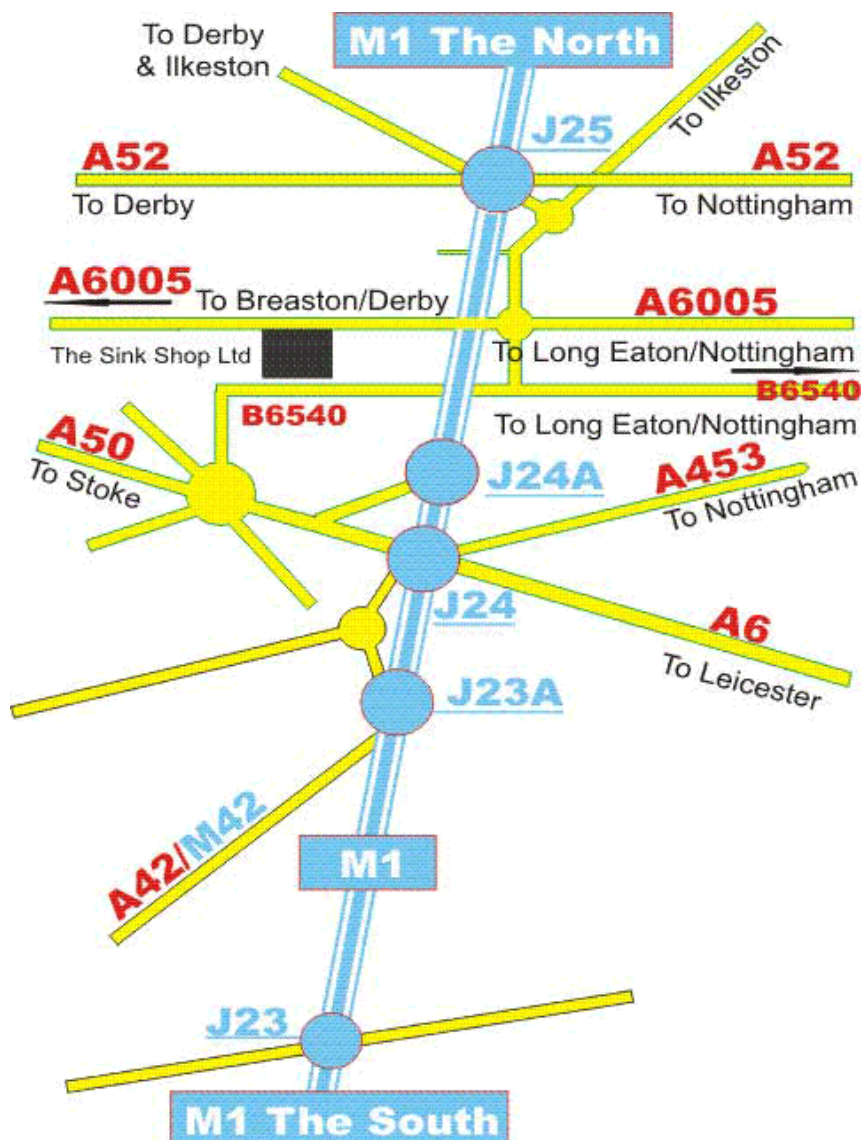 M1 The North
To Derby
& Ilkeston
To Ilkeston
J25
A52
A52
To Derby
To Nottingham
A6005
To Breaston/Derby
A6005
The Sink Shop Ltd
To Long Eaton/Nottingham
B6540
B6540
To Long Eaton/Nottingham
A50
To Stoke
J24A
A453
To Nottingham
J24
A6
To Leicester
J23A
A42/M42
M1
J23
M1 The South